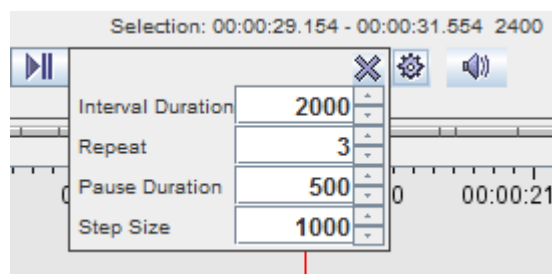 Selection: 00:00:29.154 - 00:00:31.554 2400
Interval Duration 2000
Repeat 3
Pause Duration 500
0 00:00:21
Step Size 1000